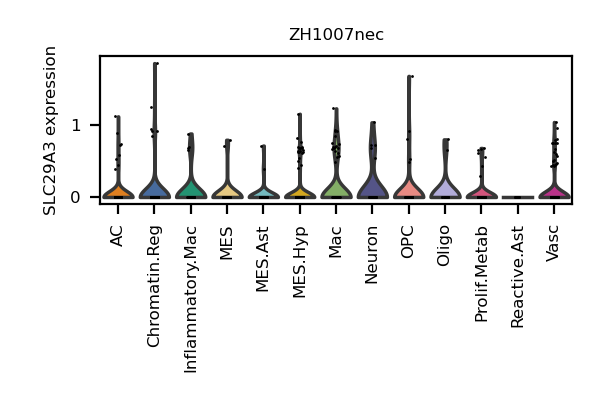 ZH1007nec
SLC29A3 expression
1
0
AC
Chromatin.Reg
Inflammatory.Mac
MES
MES.Ast
MES.Hyp
Mac
Neuron
OPC
Oligo
Prolif.Metab
Reactive.Ast
Vasc